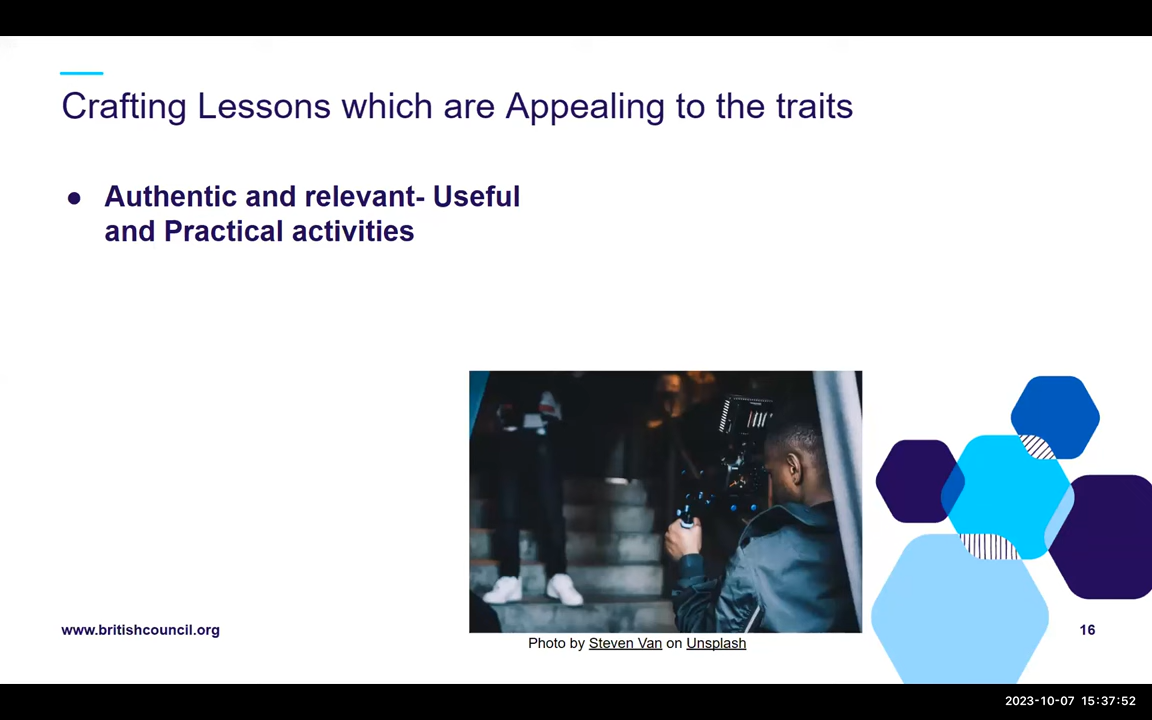 Crafting Lessons which are Appealing to the traits
● Authentic and relevant- Useful
and Practical activities
www.britishcouncil.org
Photo by Steven Van on Unsplash
16
2023-10-07 15:37:52